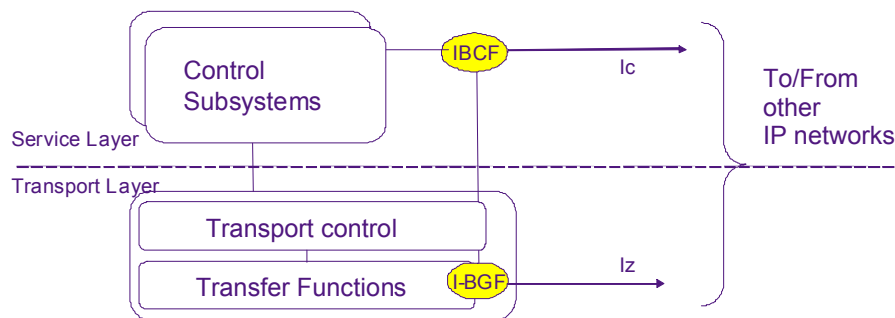 IBCF
Ic
Control
Subsystems
To/From
other
IP networks
Service Layer
Transport Layer
Transport control
Iz
Transfer Functions
I-BGF